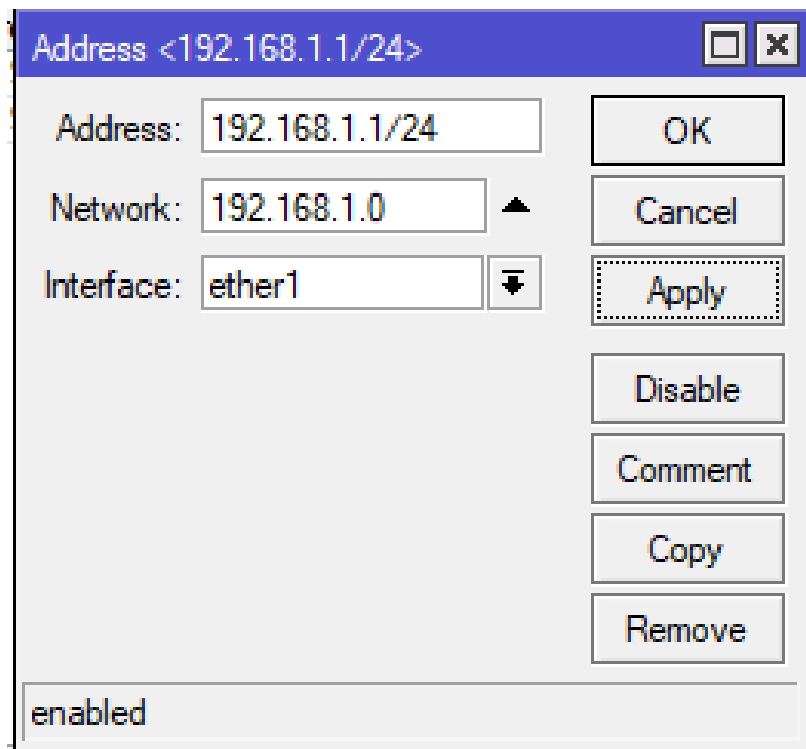 Address <192.168.1.1/24>
Address: 192.168.1.1/24
OK
Network: 192.168.1.0
Cancel
Interface: ether1
Apply
Disable
Comment
Copy
Remove
enabled